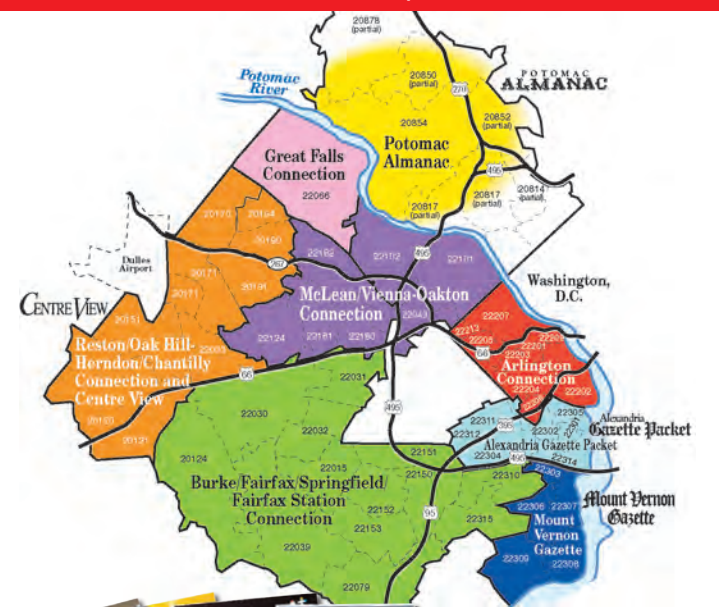 20878
(partial)
Potomac
River
20850
(partial)
270
POTOMAC
ALMANAC
20854
20852
(partial)
Potomac
Almanac
Great Falls
Connection
495
20817
(partial)
20817
(partial)
20814
(partial)
22066
20170
20194
20190
22182
22102
22101
495
Dulles
Airport
267
20171
20191
Washington,
D.C.
McLean/Vienna-Oakton
Connection
CENTRE VIEW
20151
20171
22043
22207
22213
22205
22124
22181
22180
66
22201
22209
22203
Reston/Oak Hill-
Herndon/Chantilly
Connection and
Centre View
22033
66
22031
Arlington
Connection
22204
22202
22206
20120
20121
22030
495
22311
395
22305
22301
22302
22312
Alexandria
Gazette Packet
22032
Alexandria Gazette Packet
20124
22151
22304
495
22314
22015
22150
22310
22303
Burke/Fairfax/Springfield/
Fairfax Station
Connection
Mount Vernon
Gazette
22152
95
22315
22306
22307
22153
Mount
Vernon
Gazette
22039
22309
22308
22079